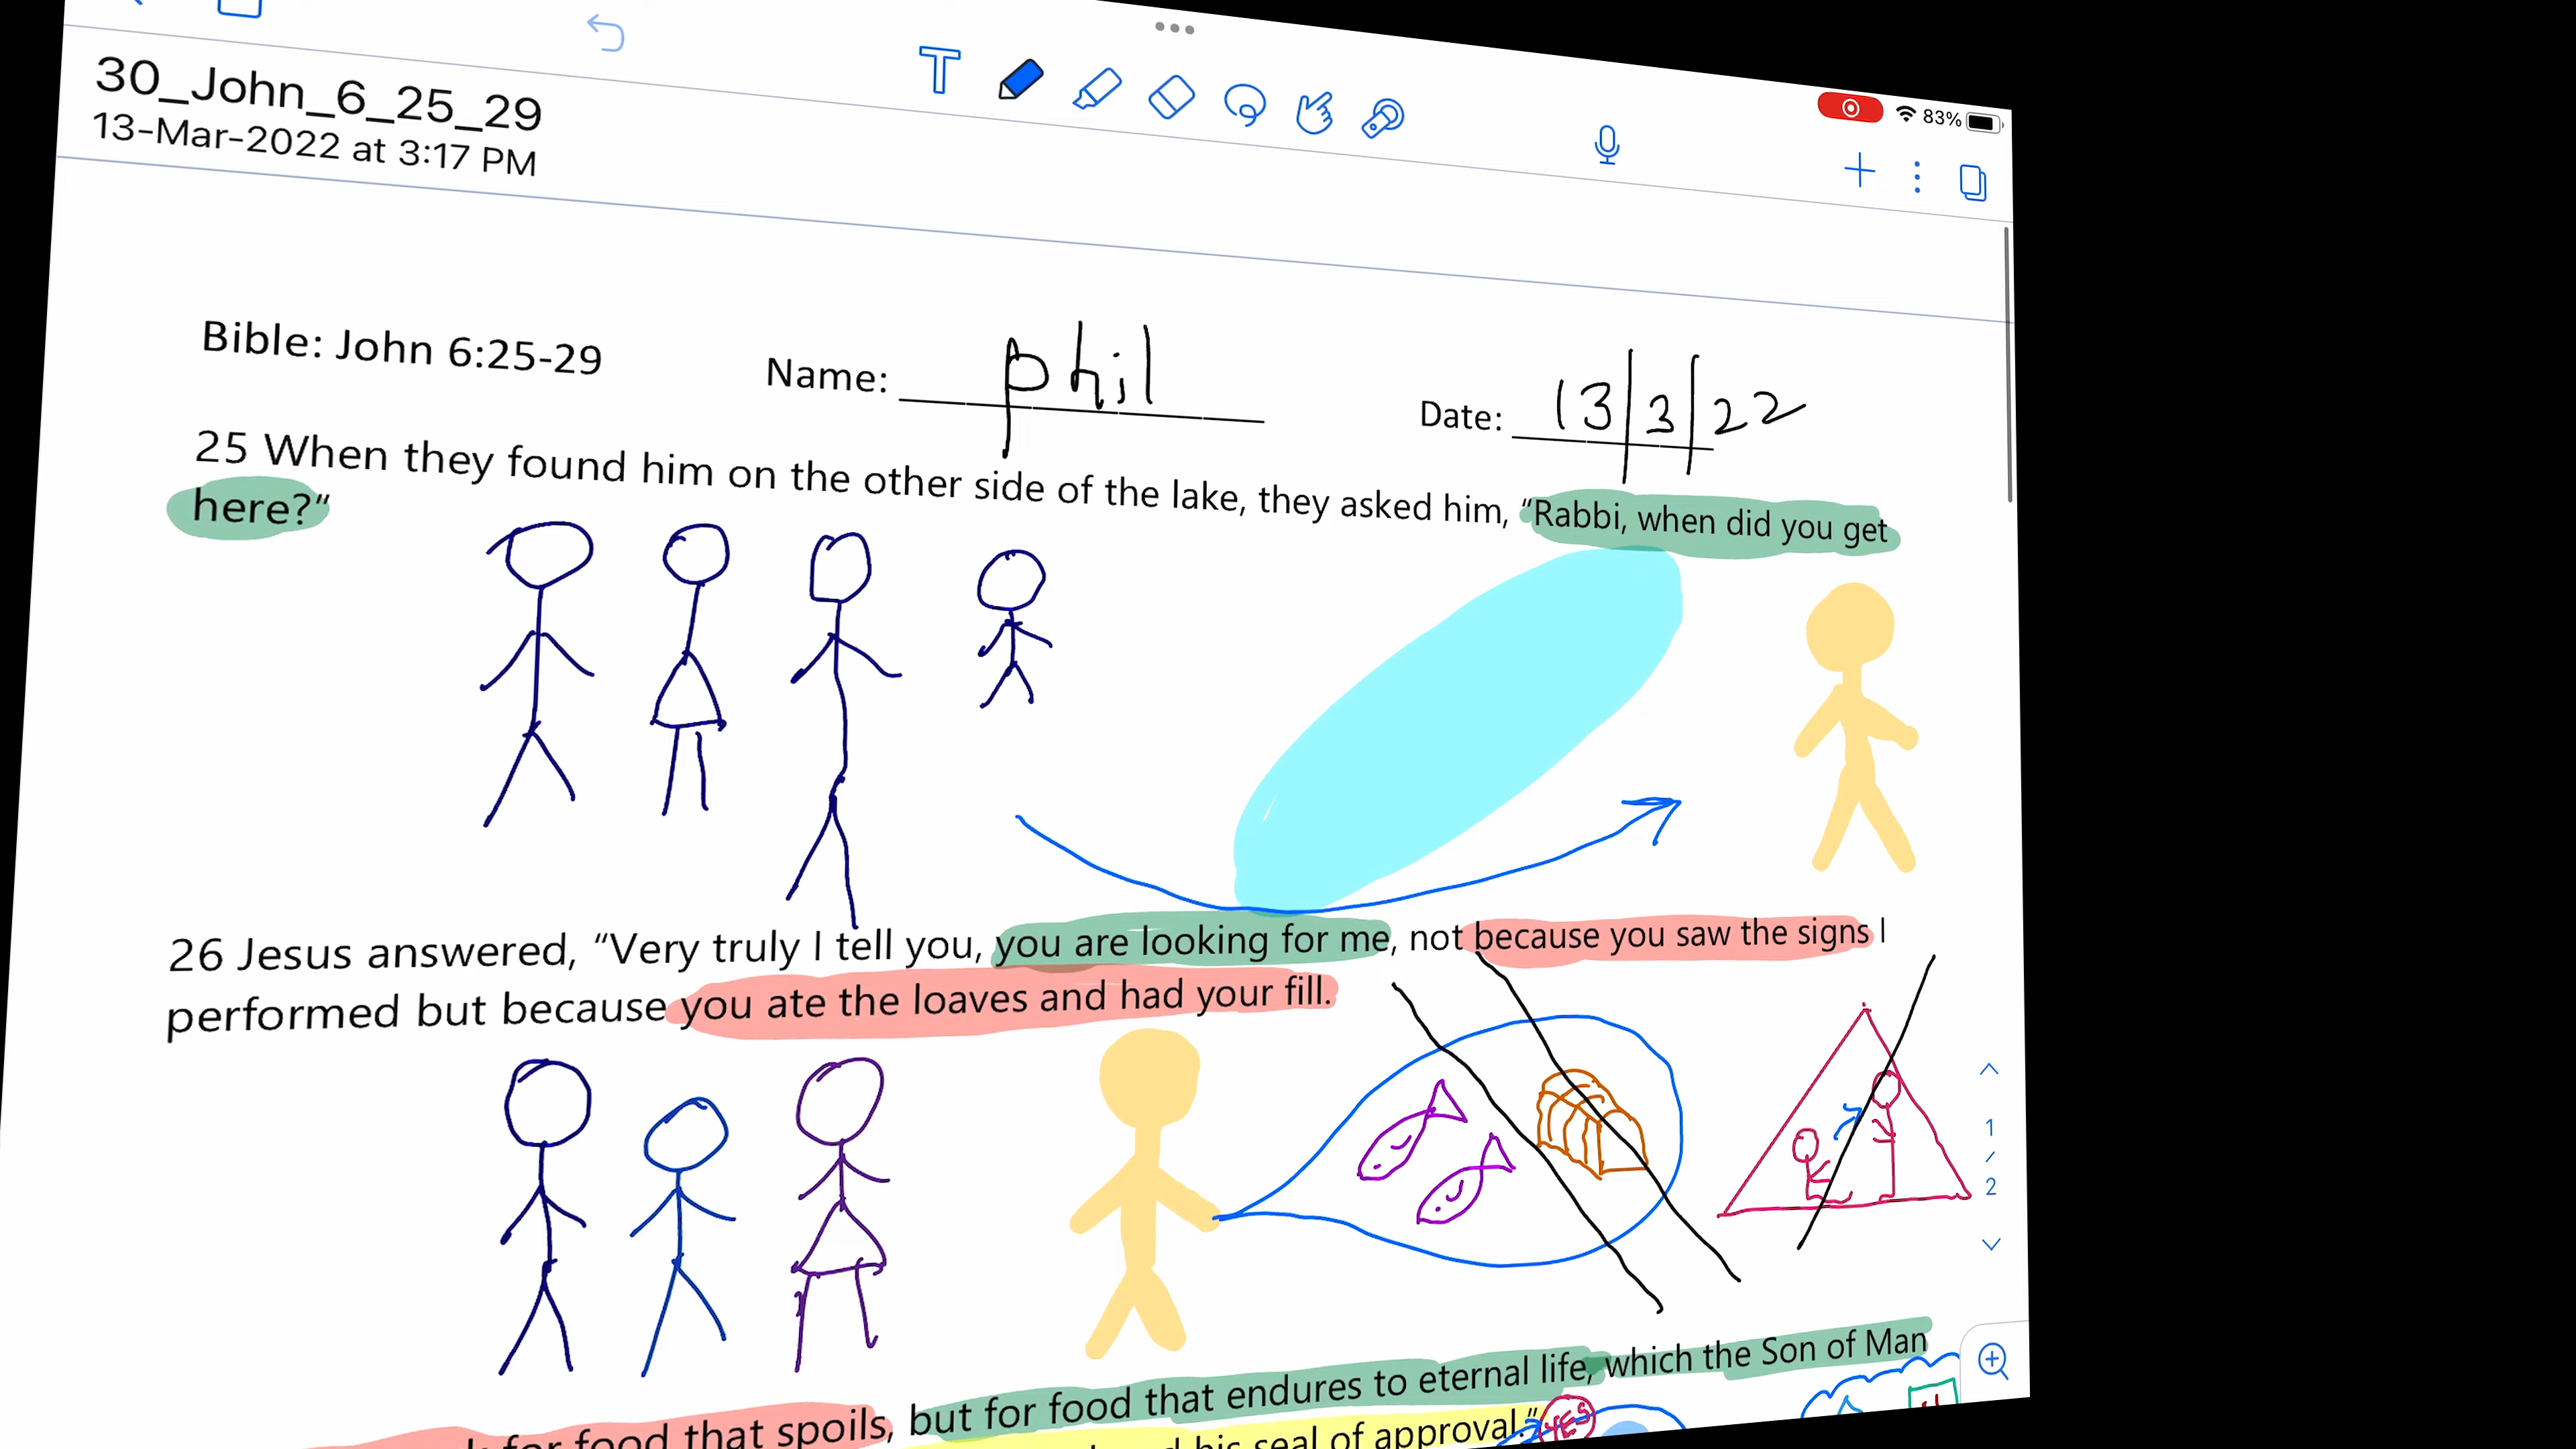 30_John_6_25_29
13-Mar-2022 at 3:17 PM
T
83%
Bible: John 6:25-29 Name: phil Date: 13/3/22
25 When they found him on the other side of the lake, they asked him, “Rabbi, when did you get
here?”
26 Jesus answered, “Very truly I tell you, you are looking for me, not because you saw the signs I
performed but because you ate the loaves and had your fill.
1
/
2
for food that spoils, but for food that endures to eternal life, which the Son of Man
his seal of approval.”
YES